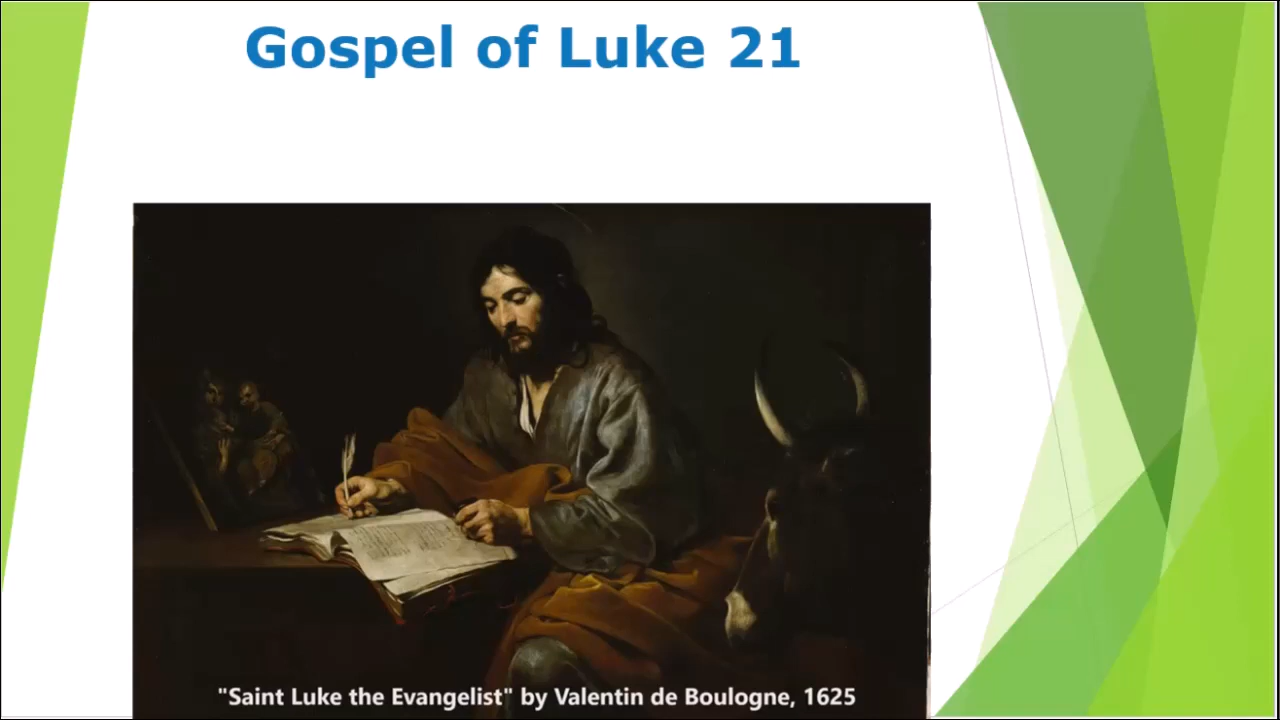 Gospel of Luke 21
"Saint Luke the Evangelist" by Valentin de Boulogne, 1625